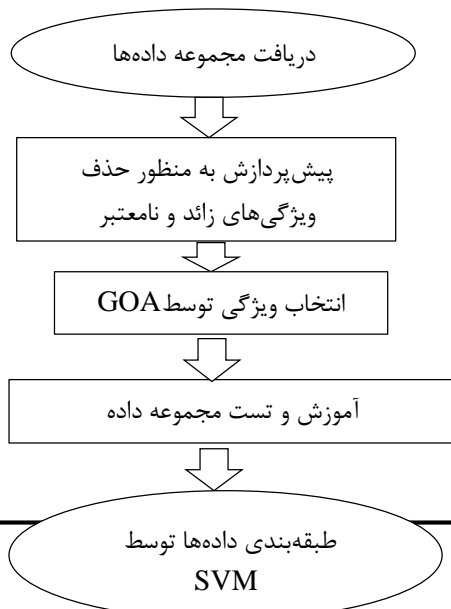 دریافت مجموعه داده‌ها
پیش‌پردازش به منظور حذف
ویژگی‌های زائد و نامعتبر
انتخاب ویژگی توسط GOA
آموزش و تست مجموعه داده
طبقه‌بندی داده‌ها توسط
SVM